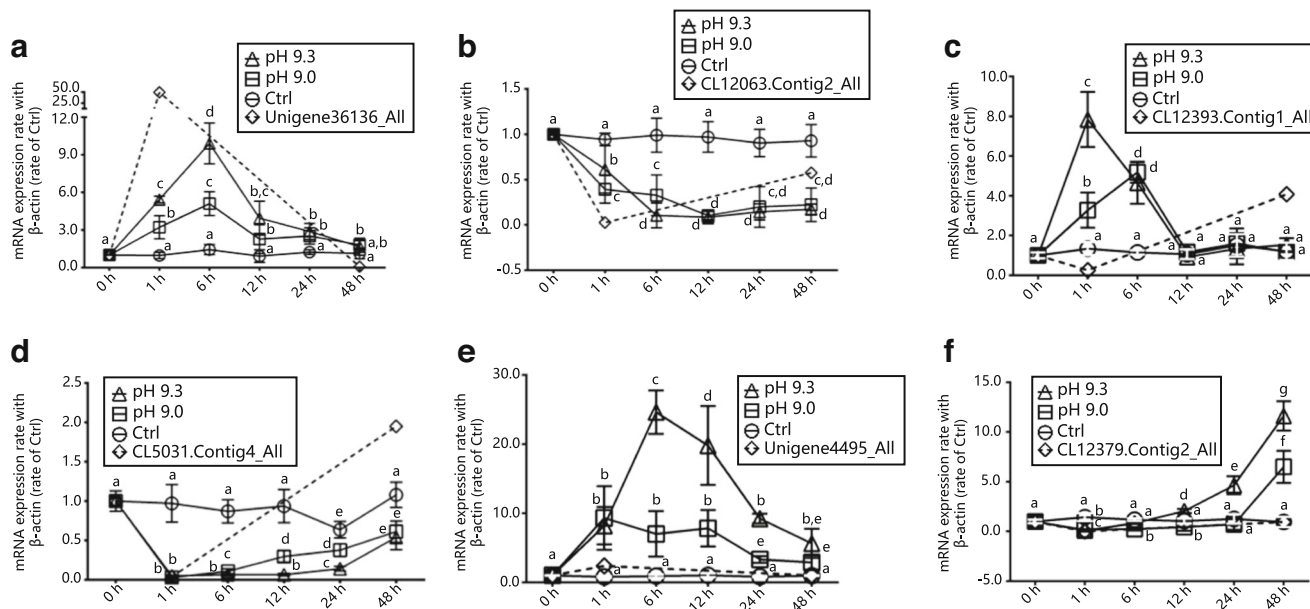 a
pH 9.3
pH 9.0
Ctrl
Unigene36136_All
mRNA expression rate with
β-actin (rate of Ctrl)
50.0
25.0
12.0
9.0
6.0
3.0
0.0
a
c
b
a
d
c
a
b,c
b
a
b
b
a
b
a,b
a
0 h
1 h
6 h
12 h
24 h
48 h
b
pH 9.3
pH 9.0
Ctrl
CL12063.Contig2_All
mRNA expression rate with
β-actin (rate of Ctrl)
1.5
1.0
0.5
0.0
-0.5
a
a
b
a
c
d
a
b
d
a
c,d
d
a
c,d
d
0 h
1 h
6 h
12 h
24 h
48 h
c
pH 9.3
pH 9.0
Ctrl
CL12393.Contig1_All
mRNA expression rate with
β-actin (rate of Ctrl)
10.0
8.0
6.0
4.0
2.0
0.0
a
c
b
a
d
d
a
a
a
a
a
a
a
a
a
a
0 h
1 h
6 h
12 h
24 h
48 h
d
pH 9.3
pH 9.0
Ctrl
CL5031.Contig4_All
mRNA expression rate with
β-actin (rate of Ctrl)
2.5
2.0
1.5
1.0
0.5
0.0
a
a
b
b
a
c
b
a
d
b
e
d
c
a
e
e
0 h
1 h
6 h
12 h
24 h
48 h
e
pH 9.3
pH 9.0
Ctrl
Unigene4495_All
mRNA expression rate with
β-actin (rate of Ctrl)
30.0
20.0
10.0
0.0
a
b
b
a
c
b
a
d
b
a
b
e
a
b,e
e
a
0 h
1 h
6 h
12 h
24 h
48 h
f
pH 9.3
pH 9.0
Ctrl
CL12379.Contig2_All
mRNA expression rate with
β-actin (rate of Ctrl)
15.0
10.0
5.0
0.0
-5.0
a
a
b
c
a
b
d
a
b
e
a
a
g
f
a
0 h
1 h
6 h
12 h
24 h
48 h